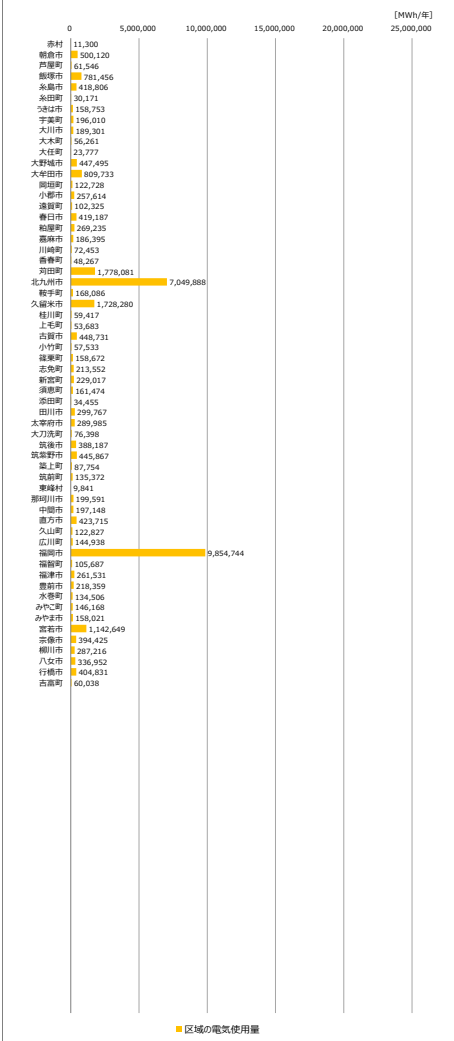 [MWh/年]
0 5,000,000 10,000,000 15,000,000 20,000,000 25,000,000
赤村 11,300
朝倉市 500,120
芦屋町 61,546
飯塚市 781,456
糸島市 418,806
糸田町 30,171
うきは市 158,753
宇美町 196,010
大川市 189,301
大木町 56,261
大任町 23,777
大野城市 447,495
大牟田市 809,733
岡垣町 122,728
小郡市 257,614
遠賀町 102,325
春日市 419,187
粕屋町 269,235
嘉麻市 186,395
川崎町 72,453
香春町 48,267
苅田町 1,778,081
北九州市 7,049,888
鞍手町 168,086
久留米市 1,728,280
桂川町 59,417
上毛町 53,683
古賀市 448,731
小竹町 57,533
篠栗町 158,672
志免町 213,552
新宮町 229,017
須恵町 161,474
添田町 34,455
田川市 299,767
太宰府市 289,985
大刀洗町 76,398
筑後市 388,187
筑紫野市 445,867
築上町 87,754
筑前町 135,372
東峰村 9,841
那珂川市 199,591
中間市 197,148
直方市 423,715
久山町 122,827
広川町 144,938
福岡市 9,854,744
福智町 105,687
福津市 261,531
豊前市 218,359
水巻町 134,506
みやこ町 146,168
みやま市 158,021
宮若市 1,142,649
宗像市 394,425
柳川市 287,216
八女市 336,952
行橋市 404,831
吉富町 60,038
区域の電気使用量